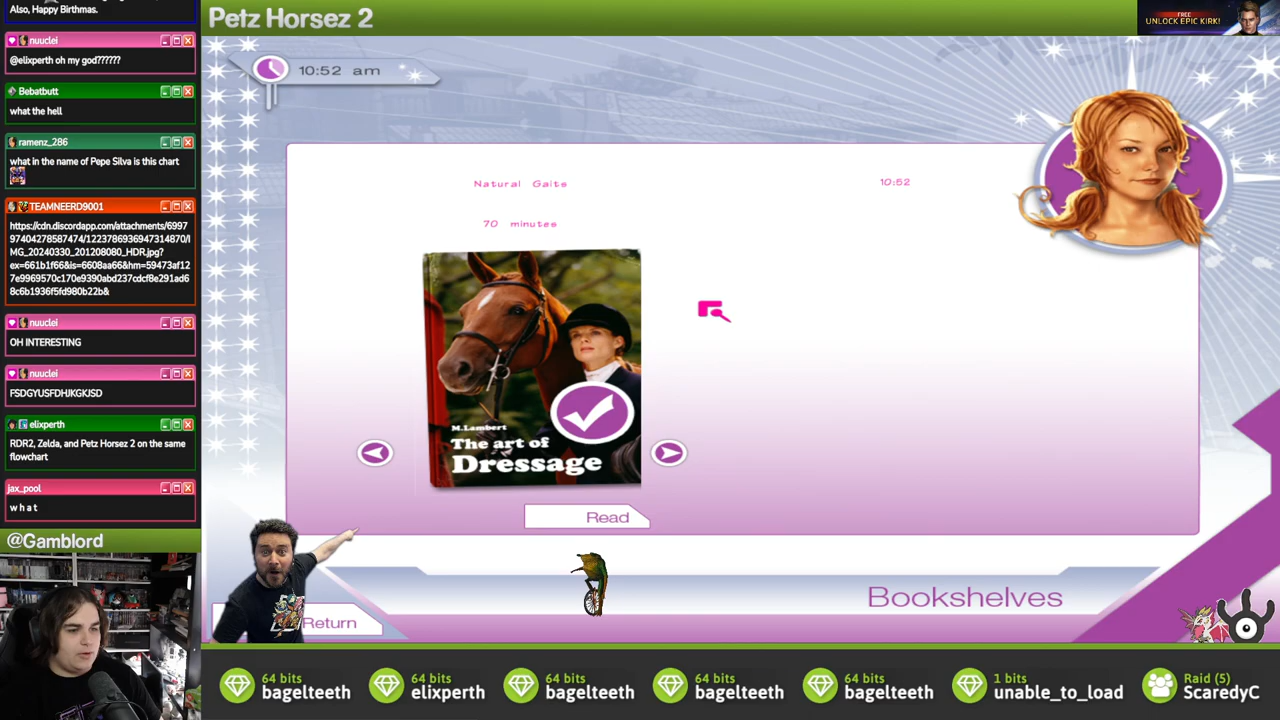 Also, Happy Birthmas.
nuuclei
@elixperth oh my god??????
Bebatbutt
what the hell
ramenz_286
what in the name of Pepe Silva is this chart
TEAMNEERD9001
https://cdn.discordapp.com/attachments/6997
97404278587474/1223786936947314870/I
MG_20240330_201208080_HDR.jpg?
ex=661b1f66&is=6608aa66&hm=59473af12
7e9969570c170e9390abd237cdcf8e291ad6
8c6b1936f5fd980b22b&
nuuclei
OH INTERESTING
nuuclei
FSDGYUSFDHJKGKJSD
elixperth
RDR2, Zelda, and Petz Horsez 2 on the same
flowchart
jax_pool
w h a t
@Gamblord
Petz Horsez 2
FREE
UNLOCK EPIC KIRK!
10:52 am
Natural Gaits
10:52
70 minutes
M.Lambert
The art of
Dressage
Read
Bookshelves
Return
64 bits
bagelteeth
64 bits
elixperth
64 bits
bagelteeth
64 bits
bagelteeth
64 bits
bagelteeth
1 bits
unable_to_load
Raid (5)
ScaredyC